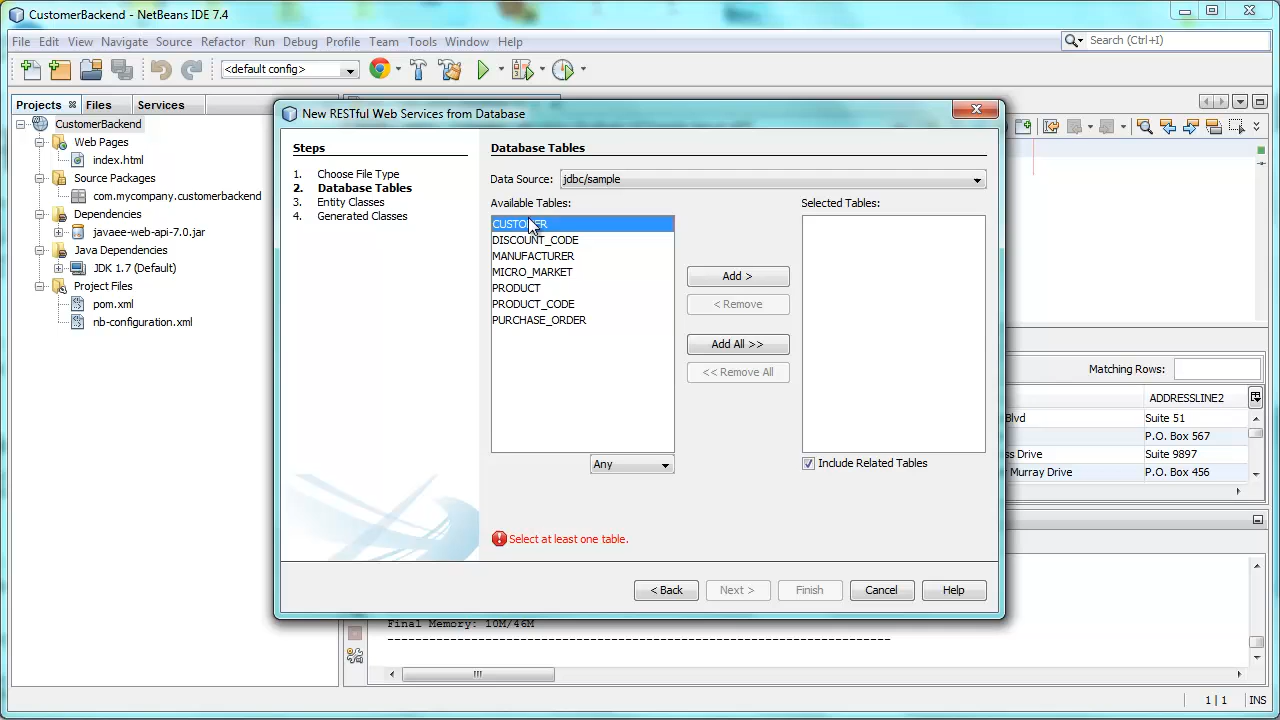 CustomerBackend - NetBeans IDE 7.4
File Edit View Navigate Source Refactor Run Debug Profile Team Tools Window Help
Search (Ctrl+I)
<default config>
Projects Files Services
CustomerBackend
Web Pages
index.html
Source Packages
com.mycompany.customerbackend
Dependencies
javaee-web-api-7.0.jar
Java Dependencies
JDK 1.7 (Default)
Project Files
pom.xml
nb-configuration.xml
New RESTful Web Services from Database
Steps
1. Choose File Type
2. Database Tables
3. Entity Classes
4. Generated Classes
Database Tables
Data Source: jdbc/sample
Available Tables:
CUSTOMER
DISCOUNT_CODE
MANUFACTURER
MICRO_MARKET
PRODUCT
PRODUCT_CODE
PURCHASE_ORDER
Any
Add >
< Remove
Add All >>
<< Remove All
Selected Tables:
Include Related Tables
Select at least one table.
< Back Next > Finish Cancel Help
Matching Rows:
ADDRESSLINE2
Blvd Suite 51
P.O. Box 567
ss Drive Suite 9897
Murray Drive P.O. Box 456
Final Memory: 10M/46M
------------------------------------------------------------------------
1 | 1 INS